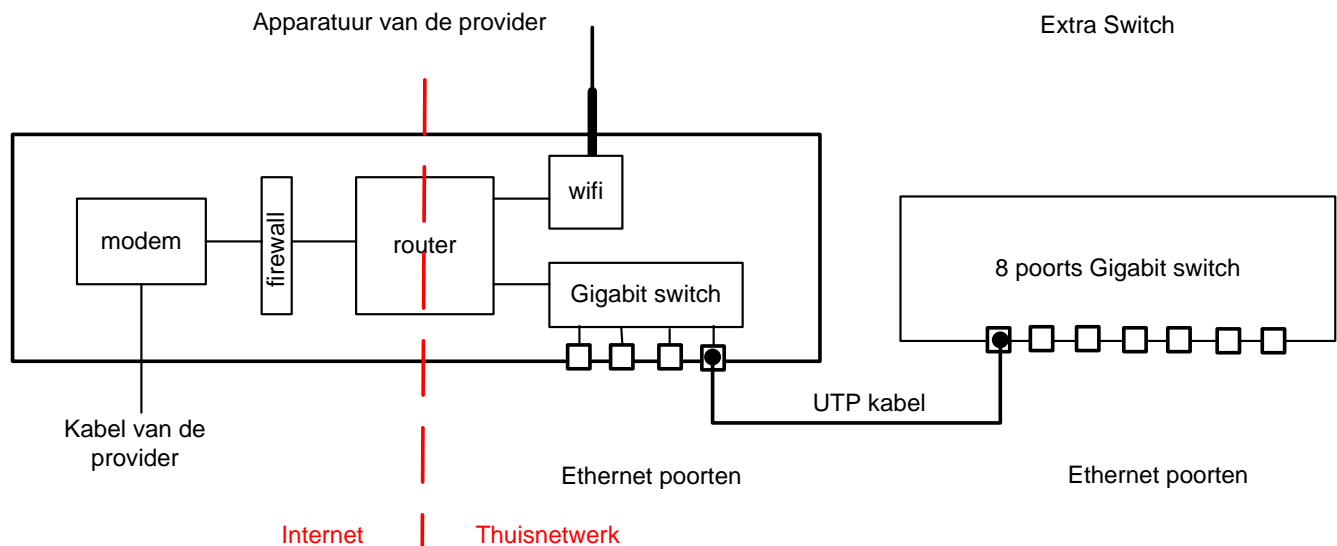 Apparatuur van de provider
Extra Switch
wifi
modem
firewall
router
Gigabit switch
8 poorts Gigabit switch
UTP kabel
Kabel van de
provider
Ethernet poorten
Ethernet poorten
Internet
Thuisnetwerk